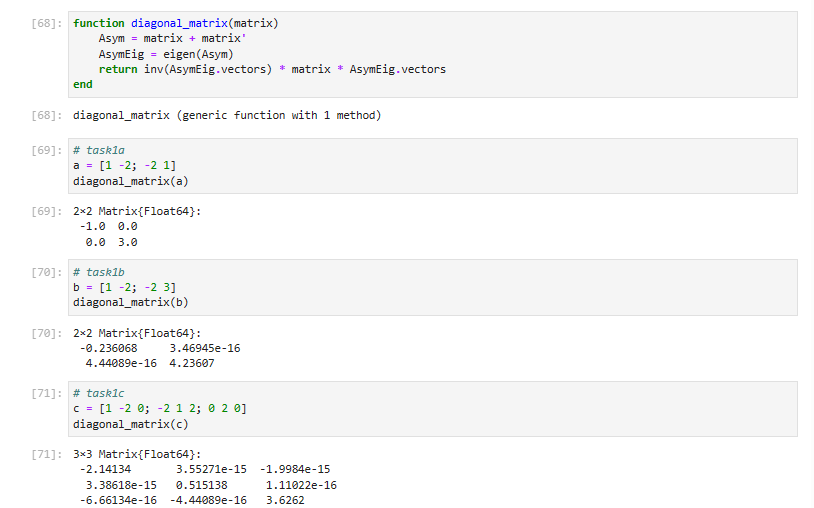 [68]: function diagonal_matrix(matrix)
    Asym = matrix + matrix'
    AsymEig = eigen(Asym)
    return inv(AsymEig.vectors) * matrix * AsymEig.vectors
end
[68]: diagonal_matrix (generic function with 1 method)
[69]: # task1a
a = [1 -2; -2 1]
diagonal_matrix(a)
[69]: 2×2 Matrix{Float64}:
 -1.0  0.0
  0.0  3.0
[70]: # task1b
b = [1 -2; -2 3]
diagonal_matrix(b)
[70]: 2×2 Matrix{Float64}:
 -0.236068     3.46945e-16
  4.44089e-16  4.23607
[71]: # task1c
c = [1 -2 0; -2 1 2; 0 2 0]
diagonal_matrix(c)
[71]: 3×3 Matrix{Float64}:
 -2.14134      3.55271e-15  -1.9984e-15
  3.38618e-15  0.515138      1.11022e-16
 -6.66134e-16 -4.44089e-16   3.6262